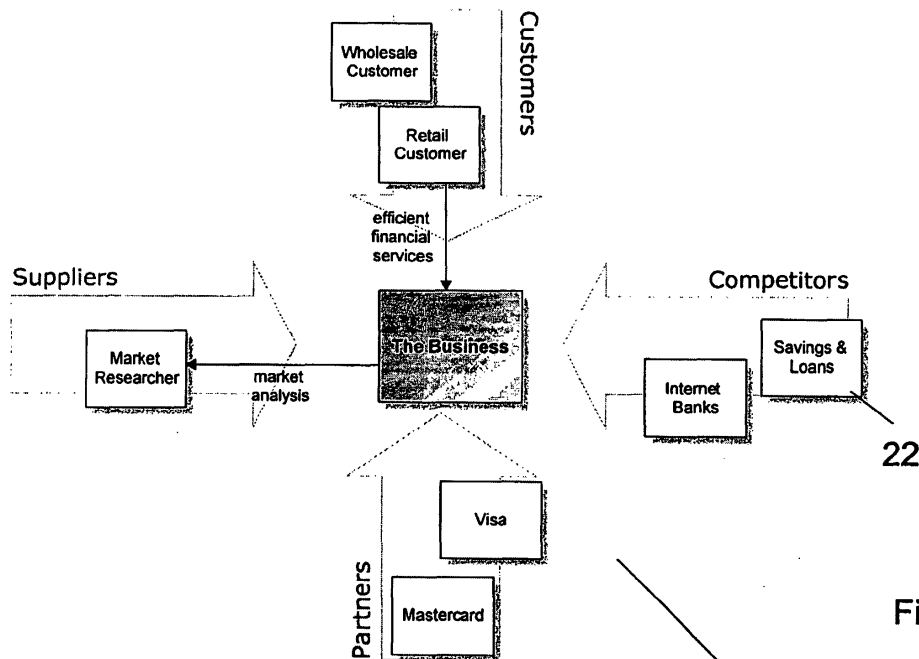 Customers
Wholesale
Customer
Retail
Customer
efficient
financial
services
Suppliers
Competitors
The Business
Market
Researcher
market
analysis
Savings &
Loans
Internet
Banks
22
Visa
Partners
Mastercard